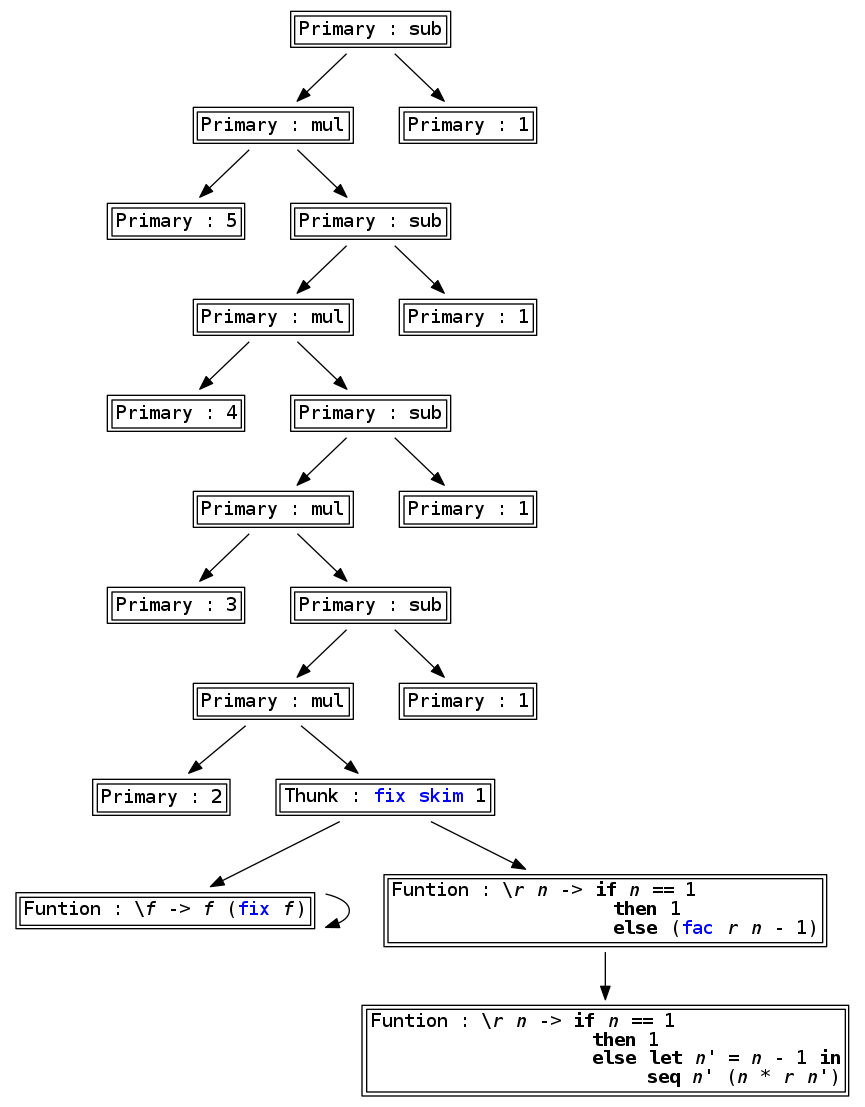 Primary : sub
Primary : mul
Primary : 1
Primary : 5
Primary : sub
Primary : mul
Primary : 1
Primary : 4
Primary : sub
Primary : mul
Primary : 1
Primary : 3
Primary : sub
Primary : mul
Primary : 1
Primary : 2
Thunk : fix skim 1
Funtion : \f -> f (fix f)
Funtion : \r n -> if n == 1
then 1
else (fac r n - 1)
Funtion : \r n -> if n == 1
then 1
else let n' = n - 1 in
seq n' (n * r n')